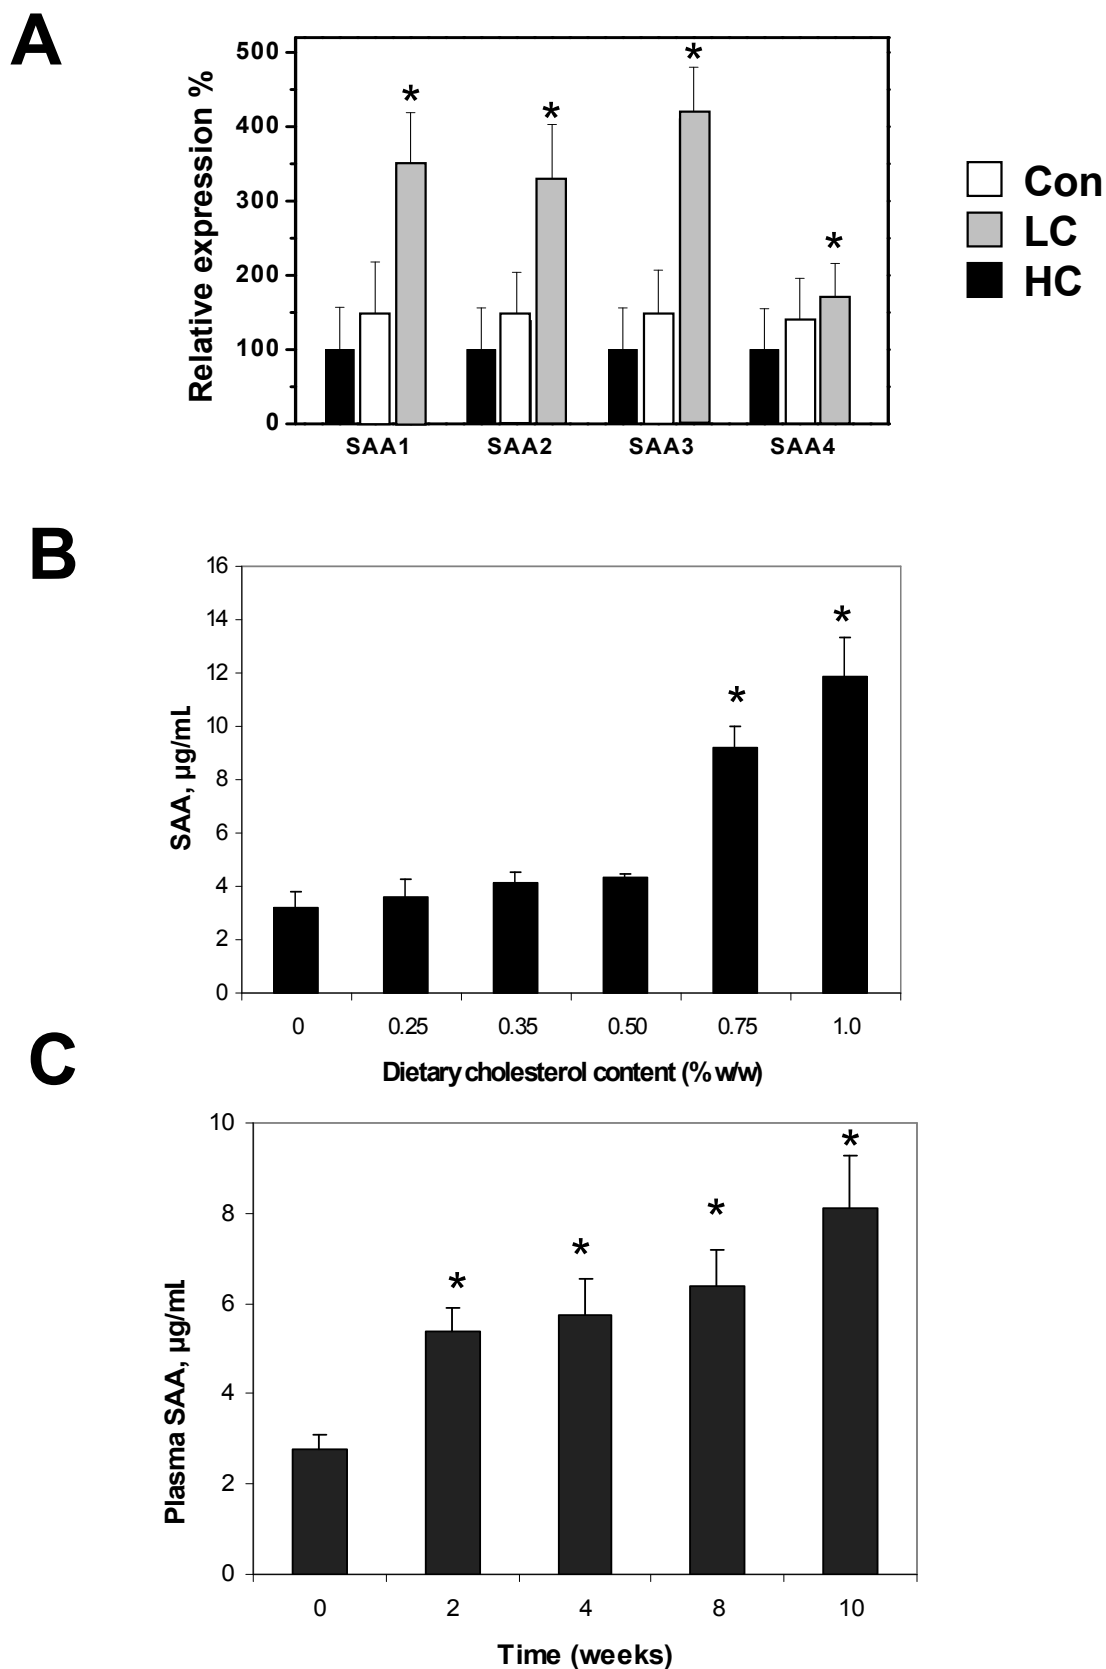 A
Relative expression %
500
400
300
200
100
0
*
*
*
*
SAA1 SAA2 SAA3 SAA4
Con
LC
HC
B
SAA, µg/mL
16
14
12
10
8
6
4
2
0
*
*
0 0.25 0.35 0.50 0.75 1.0
Dietary cholesterol content (% w/w)
C
Plasma SAA, µg/mL
10
8
6
4
2
0
*
*
*
*
0 2 4 8 10
Time (weeks)